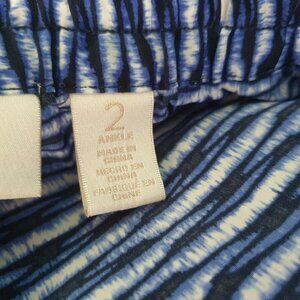 2
ANKLE
MADE IN
CHINA
HECHO EN
CHINA
FABRIQUÉ EN
CHINE